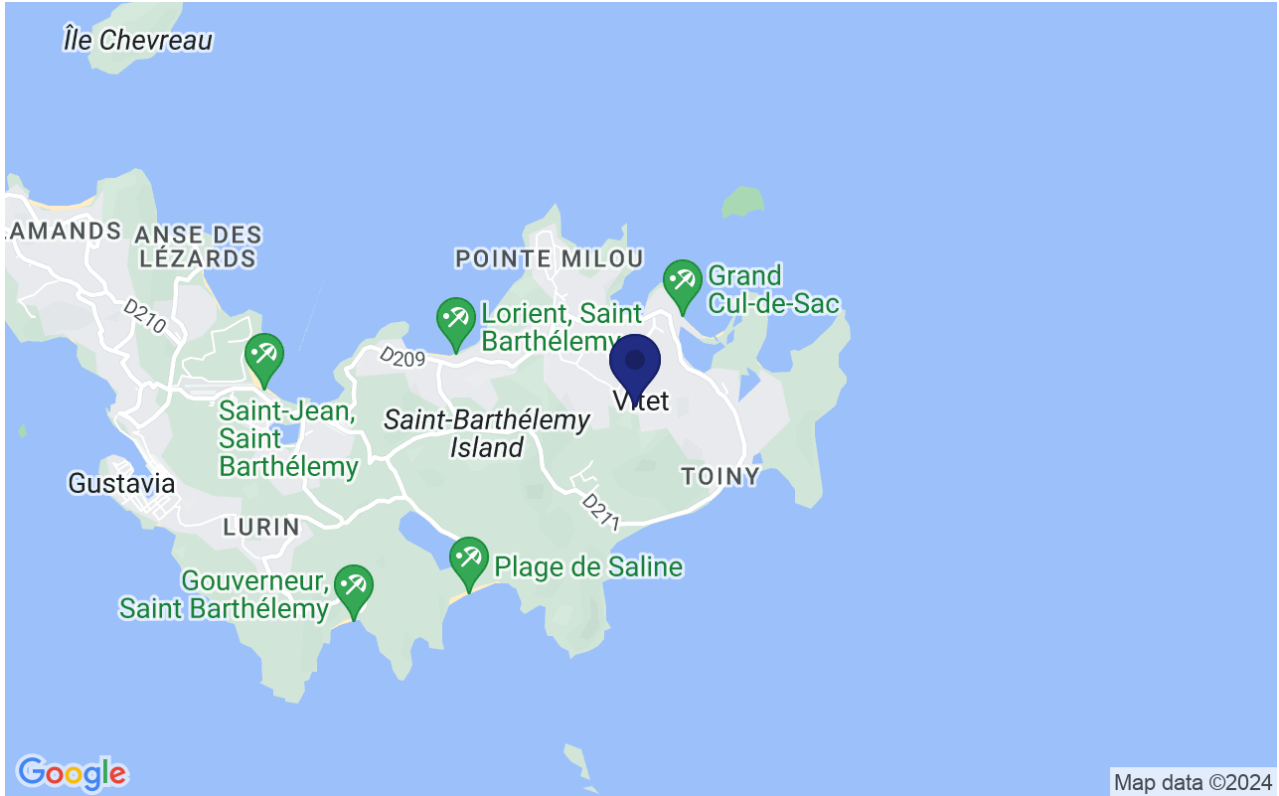 Île Chevreau
AMANDS
ANSE DES
LÉZARDS
POINTE MILOU
Grand
Cul-de-Sac
D210
Lorient, Saint
Barthélemy
D209
Vitet
Saint-Jean,
Saint
Barthélemy
Saint-Barthélemy
Island
Gustavia
TOINY
LURIN
D211
Plage de Saline
Gouverneur,
Saint Barthélemy
Google
Map data ©2024